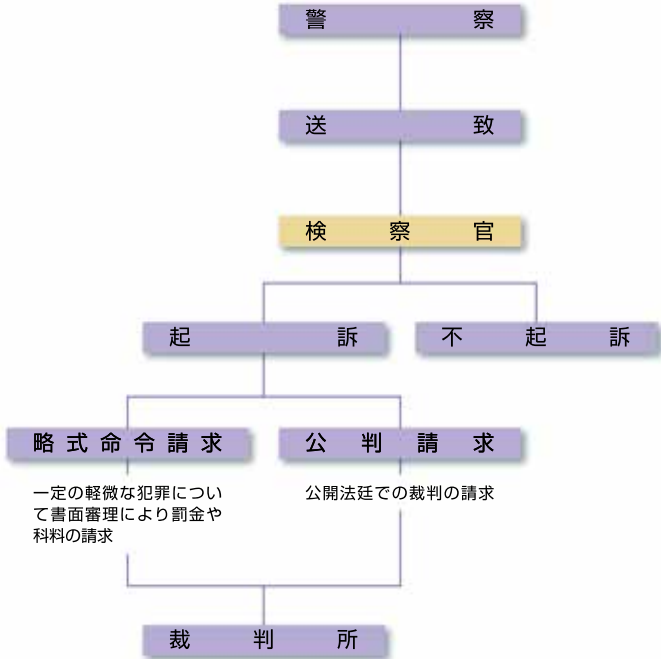 警察
送致
検察官
起訴
不起訴
略式命令請求
公判請求
一定の軽微な犯罪につい
て書面審理により罰金や
科料の請求
公開法廷での裁判の請求
裁判所